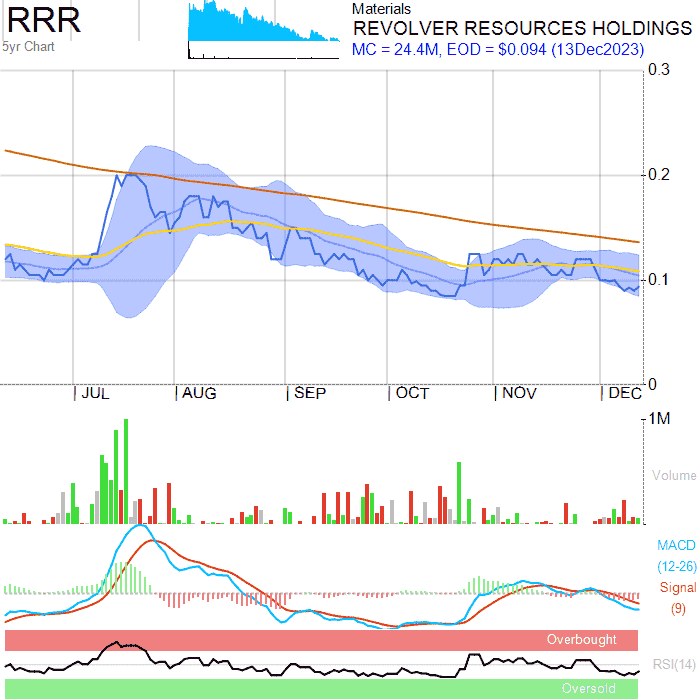 RRR
5yr Chart
Materials
REVOLVER RESOURCES HOLDINGS
MC = 24.4M, EOD = $0.094 (13Dec2023)
0.3
0.2
0.1
0
JUL AUG SEP OCT NOV DEC
1M
Volume
MACD
(12-26)
Signal
(9)
Overbought
RSI(14)
Oversold